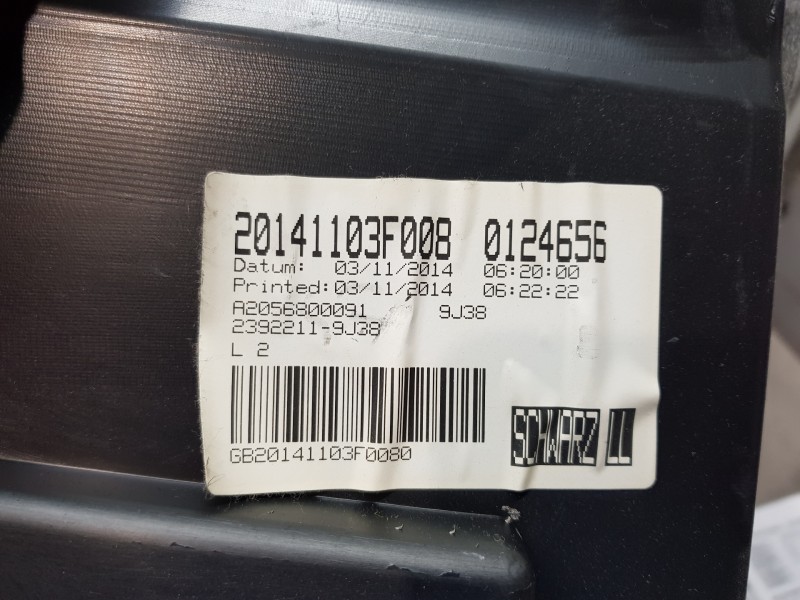 20141103F008 0124656
Datum: 03/11/2014 06:20:00
Printed:03/11/2014 06:22:22
A2056800091 9J38
2392211-9J38
L 2
GB20141103F0080
SCHWARZ LL